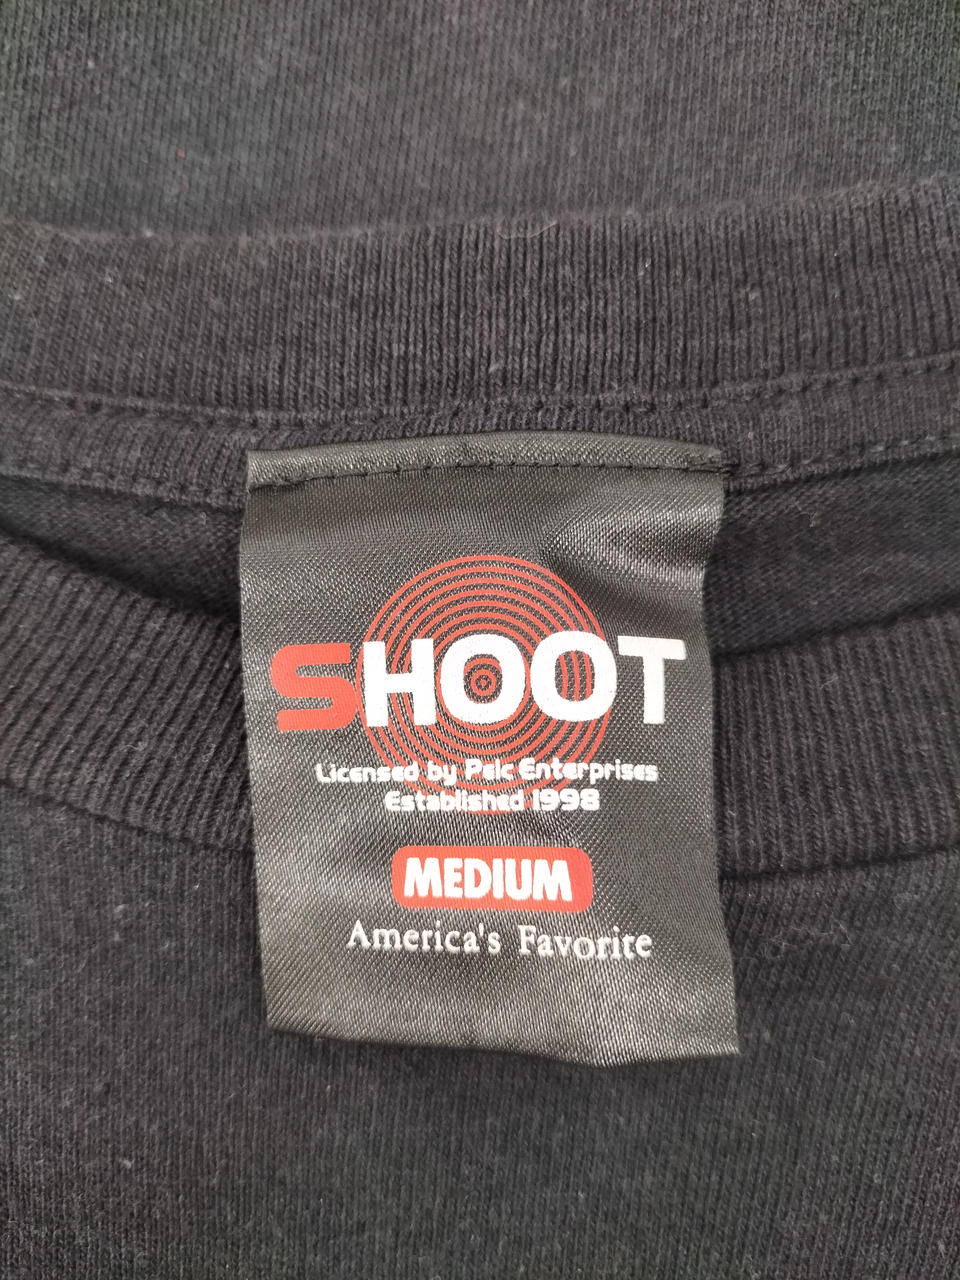 SHOOT
Licensed by Pelc Enterprises
Established 1998
MEDIUM
America's Favorite